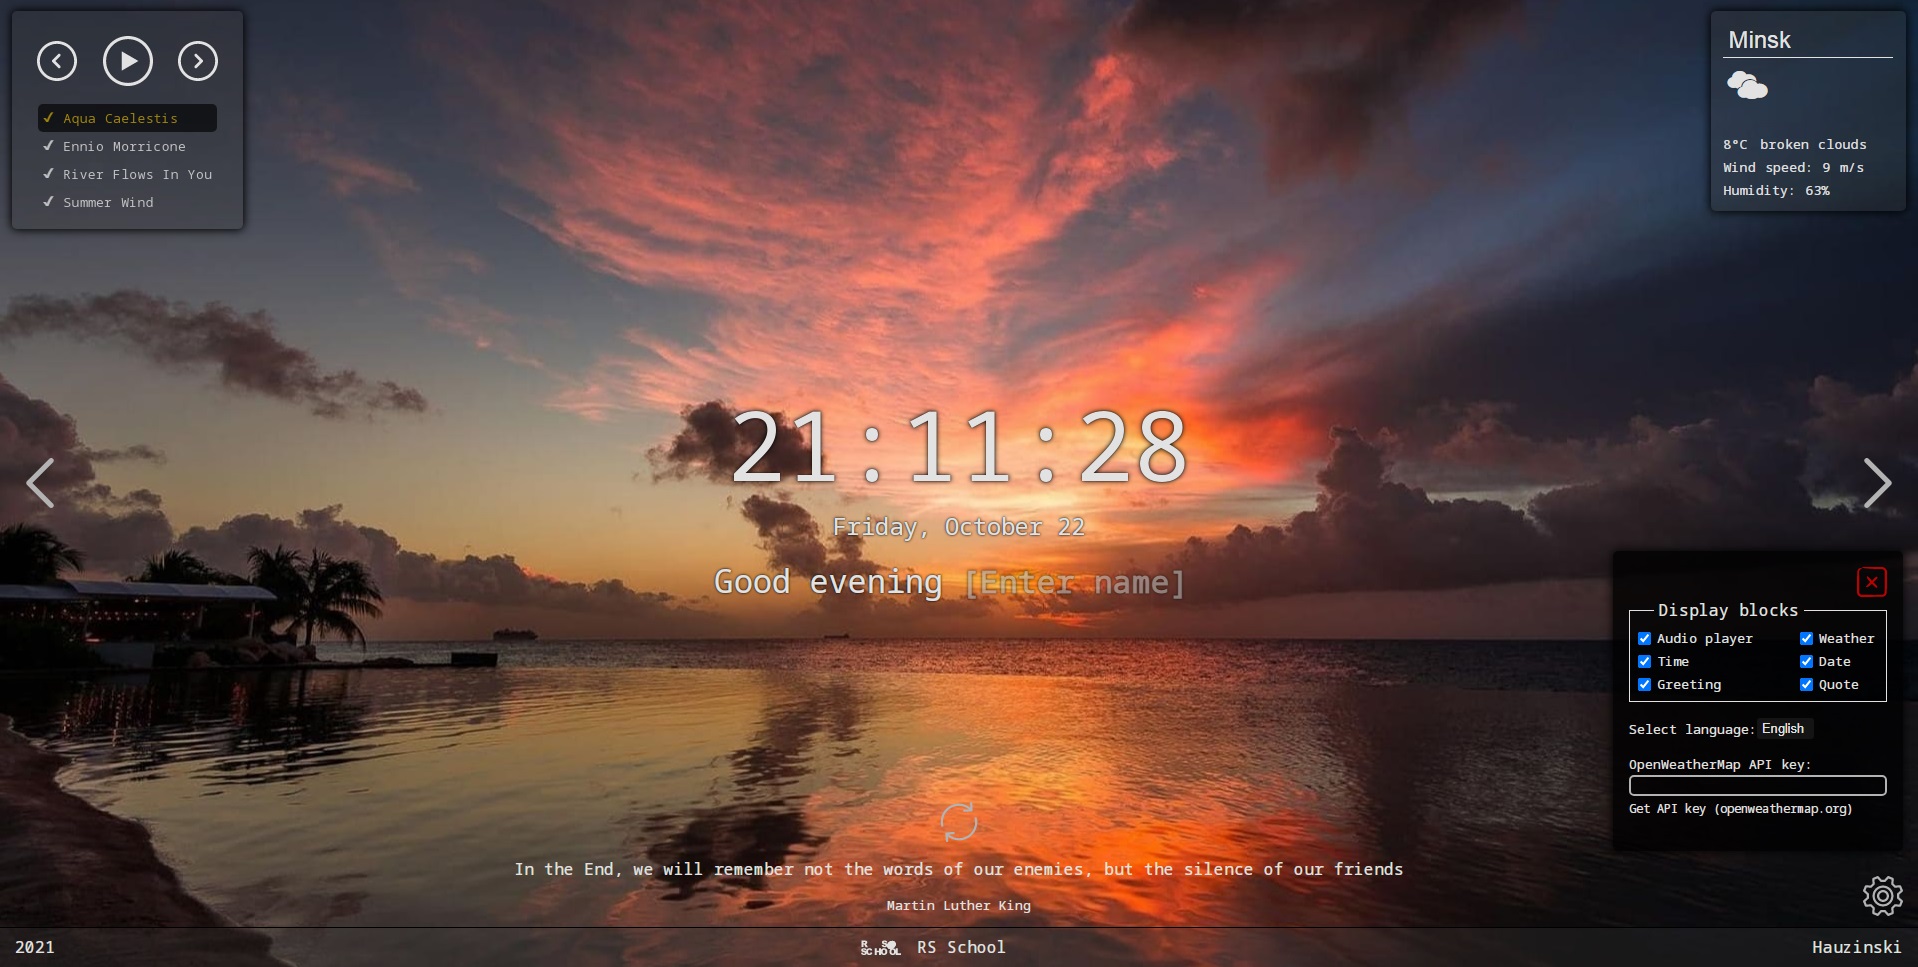 Aqua Caelestis
Ennio Morricone
River Flows In You
Summer Wind
Minsk
8°C broken clouds
Wind speed: 9 m/s
Humidity: 63%
21:11:28
Friday, October 22
Good evening [Enter name]
Display blocks
Audio player Weather
Time Date
Greeting Quote
Select language: English
OpenWeatherMap API key:
Get API key (openweathermap.org)
In the End, we will remember not the words of our enemies, but the silence of our friends
Martin Luther King
2021
RS School
Hauzinski